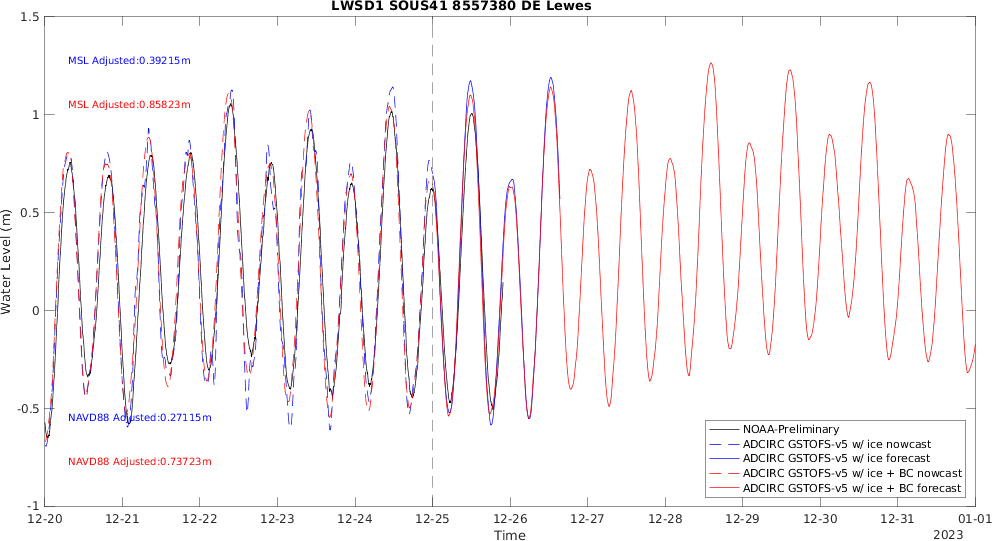 LWSD1 SOUS41 8557380 DE Lewes
1.5
1
0.5
0
-0.5
-1
Water Level (m)
MSL Adjusted:0.39215m
MSL Adjusted:0.85823m
NAVD88 Adjusted:0.27115m
NAVD88 Adjusted:0.73723m
NOAA-Preliminary
ADCIRC GSTOFS-v5 w/ ice nowcast
ADCIRC GSTOFS-v5 w/ ice forecast
ADCIRC GSTOFS-v5 w/ ice + BC nowcast
ADCIRC GSTOFS-v5 w/ ice + BC forecast
12-20 12-21 12-22 12-23 12-24 12-25 12-26 12-27 12-28 12-29 12-30 12-31 01-01
Time
2023